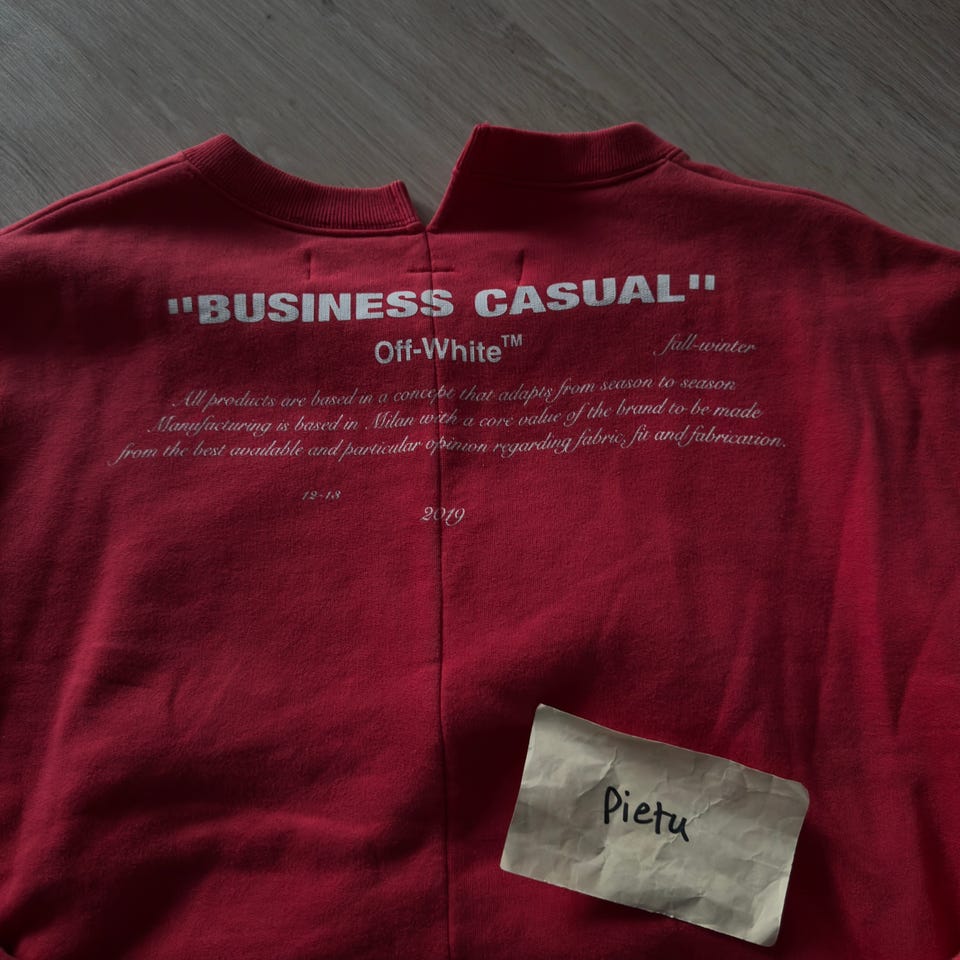 "BUSINESS CASUAL"
Off-White™
fall-winter
All products are based in a concept that adapts from season to season
Manufacturing is based in Milan with a core value of the brand to be made
from the best available and particular opinion regarding fabric, fit and fabrication.
12-13
2019
Pietu